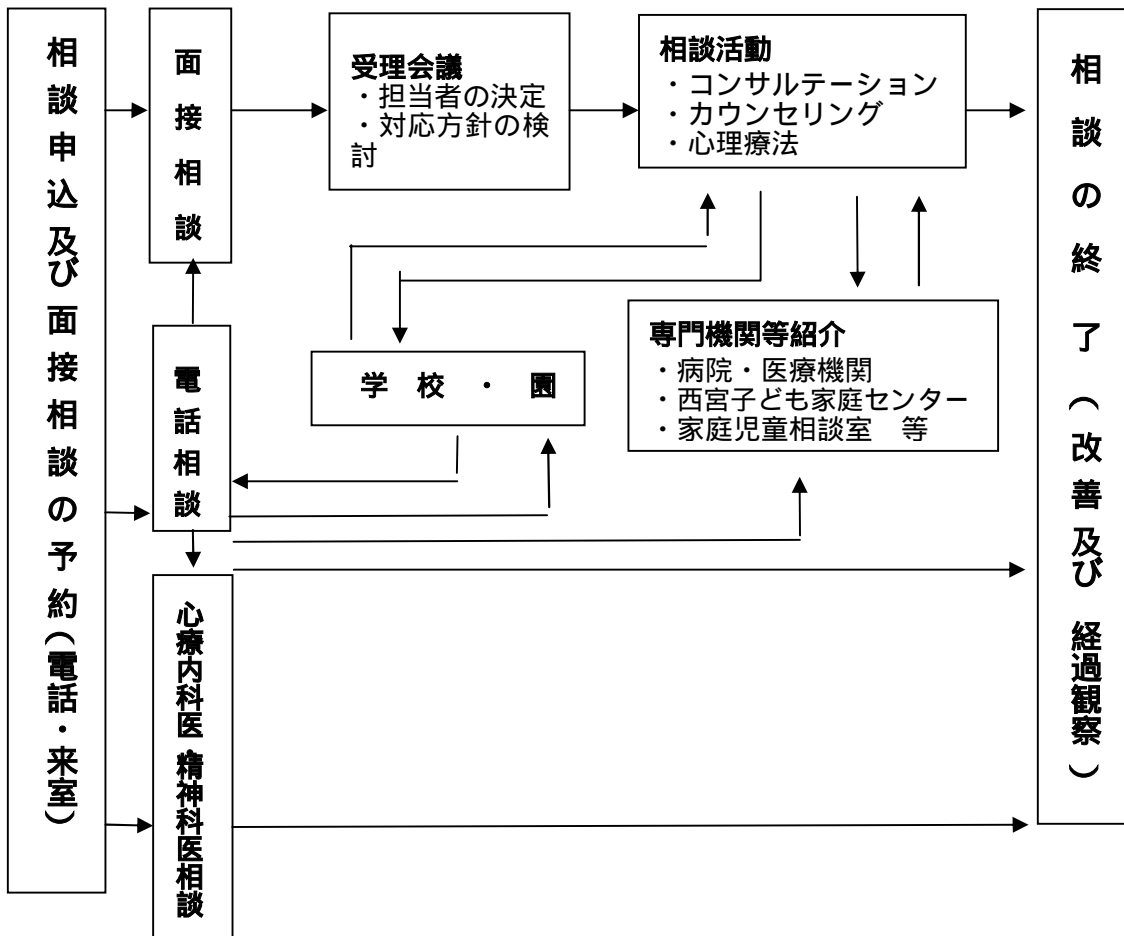 相談申込及び面接相談の予約(電話・来室)
面接相談
電話相談
心療内科医・精神科医相談
受理会議
・担当者の決定
・対応方針の検
討
相談活動
・コンサルテーション
・カウンセリング
・心理療法
学校・園
専門機関等紹介
・病院・医療機関
・西宮子ども家庭センター
・家庭児童相談室 等
相談の終了(改善及び経過観察)